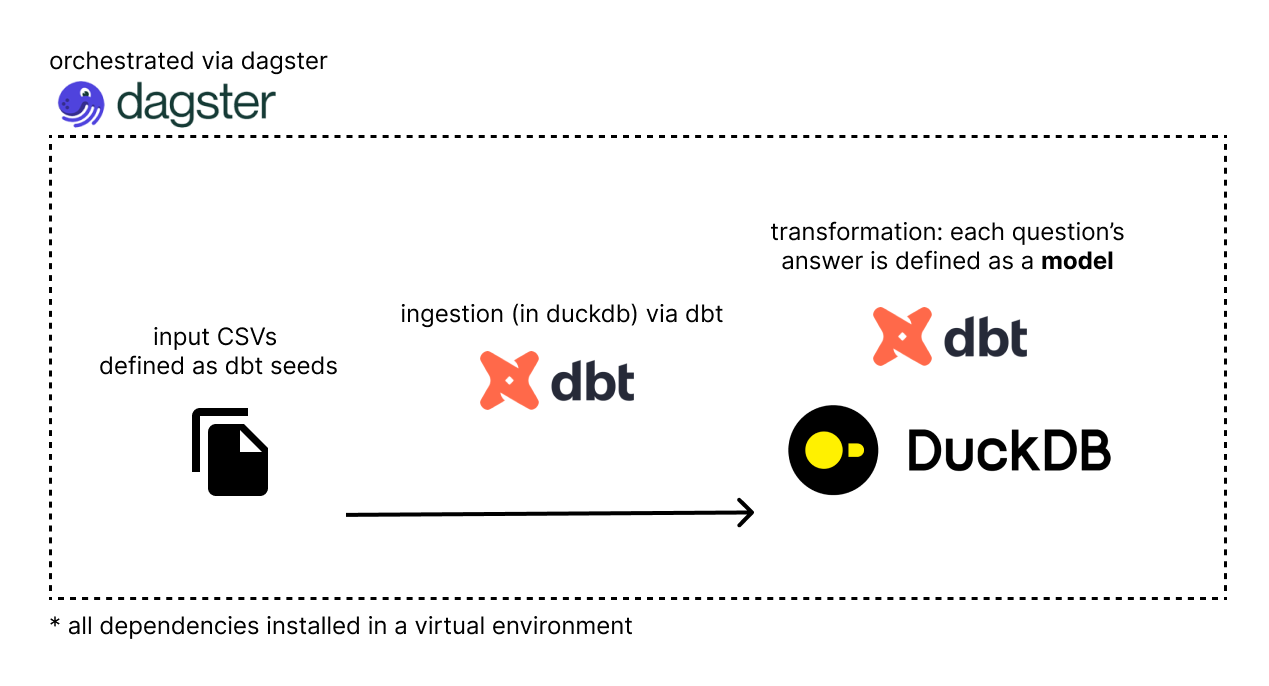 orchestrated via dagster
dagster
transformation: each question’s
answer is defined as a model
ingestion (in duckdb) via dbt
input CSVs
defined as dbt seeds
dbt
dbt
DuckDB
* all dependencies installed in a virtual environment